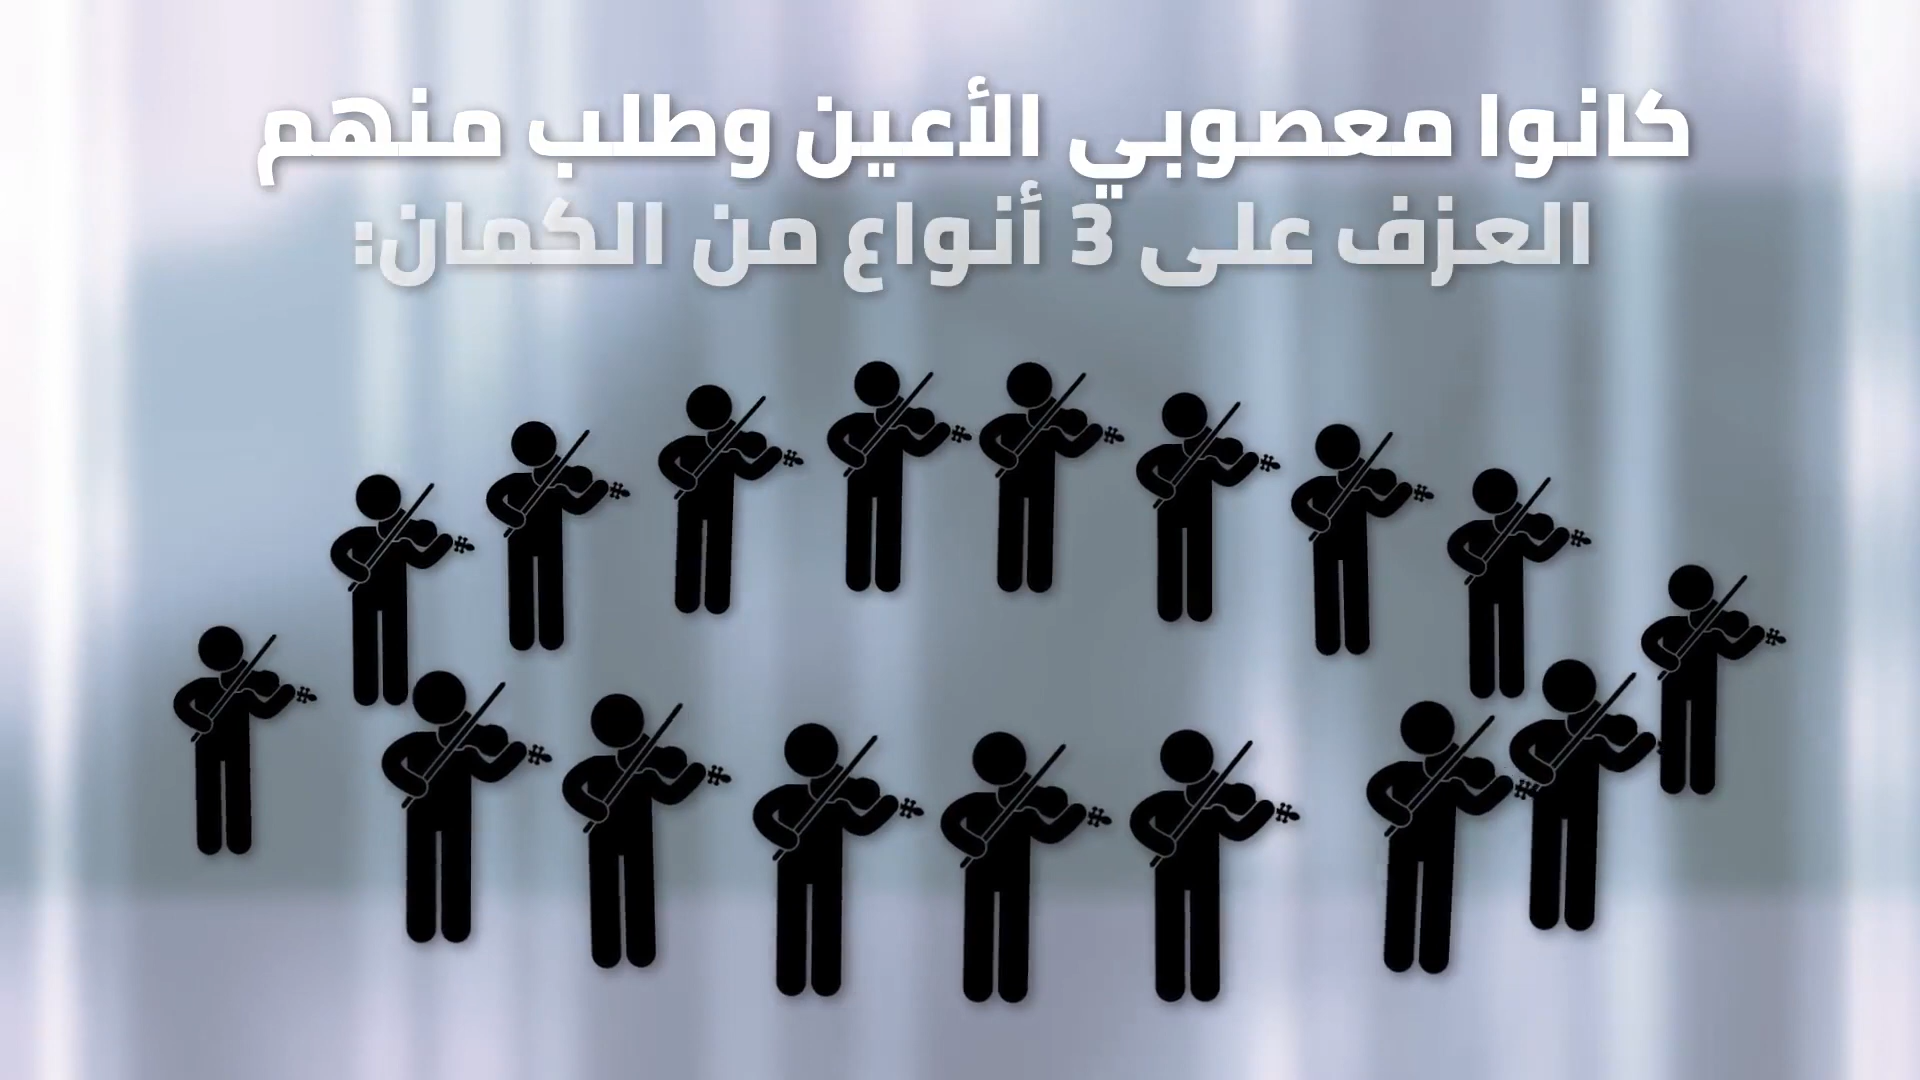 كانوا معصوبي الأعين وطلب منهم
العزف على 3 أنواع من الكمان: